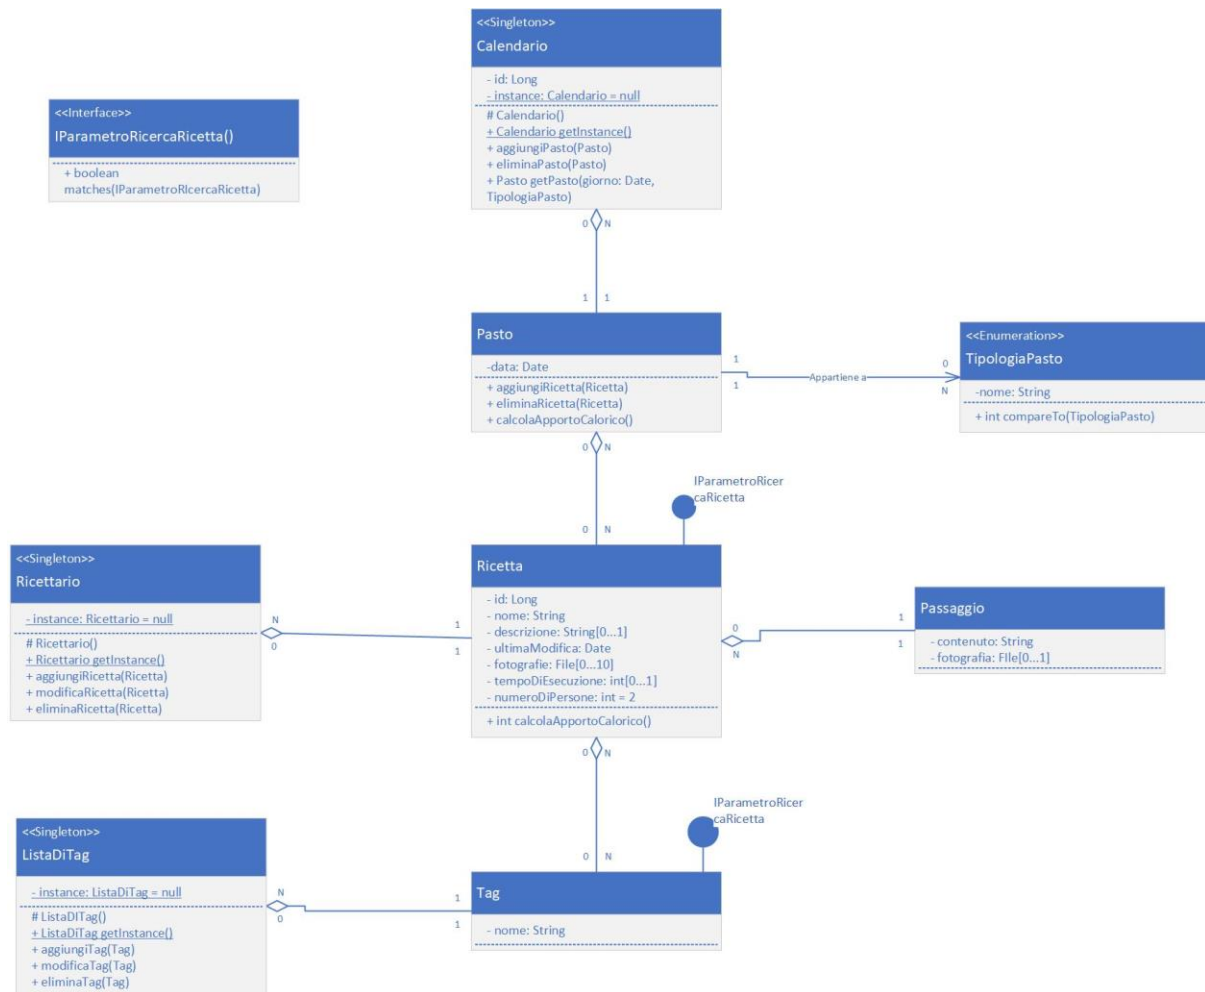 <<Singleton>>
Calendario
- id: Long
- instance: Calendario = null
# Calendario()
+ Calendario getInstance()
+ aggiungiPasto(Pasto)
+ eliminaPasto(Pasto)
+ Pasto getPasto(giorno: Date,
TipologiaPasto)
<<Interface>>
IParametroRicercaRicetta()
+ boolean
matches(IParametroRIcercaRicetta)
0 N
1 1
Pasto
-data: Date
+ aggiungiRicetta(Ricetta)
+ eliminaRicetta(Ricetta)
+ calcolaApportoCalorico()
1
1
Appartiene a
0
N
<<Enumeration>>
TipologiaPasto
-nome: String
+ int compareTo(TipologiaPasto)
0 N
IParametroRicer
caRicetta
0 N
<<Singleton>>
Ricettario
- instance: Ricettario = null
# Ricettario()
+ Ricettario getInstance()
+ aggiungiRicetta(Ricetta)
+ modificaRicetta(Ricetta)
+ eliminaRicetta(Ricetta)
N
0
1
1
Ricetta
- id: Long
- nome: String
- descrizione: String[0...1]
- ultimaModifica: Date
- fotografie: FIle[0...10]
- tempoDiEsecuzione: int[0...1]
- numeroDiPersone: int = 2
+ int calcolaApportoCalorico()
0
N
1
1
Passaggio
- contenuto: String
- fotografia: FIle[0...1]
0 N
IParametroRicer
caRicetta
0 N
<<Singleton>>
ListaDiTag
- instance: ListaDiTag = null
# ListaDITag()
+ ListaDiTag getInstance()
+ aggiungiTag(Tag)
+ modificaTag(Tag)
+ eliminaTag(Tag)
N
0
1
1
Tag
- nome: String